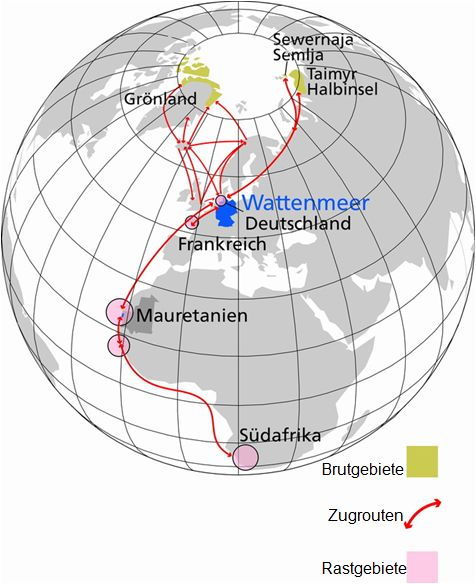 Sewernaja
Semlja
Taimyr
Halbinsel
Grönland
Wattenmeer
Deutschland
Frankreich
Mauretanien
Südafrika
Brutgebiete
Zugrouten
Rastgebiete